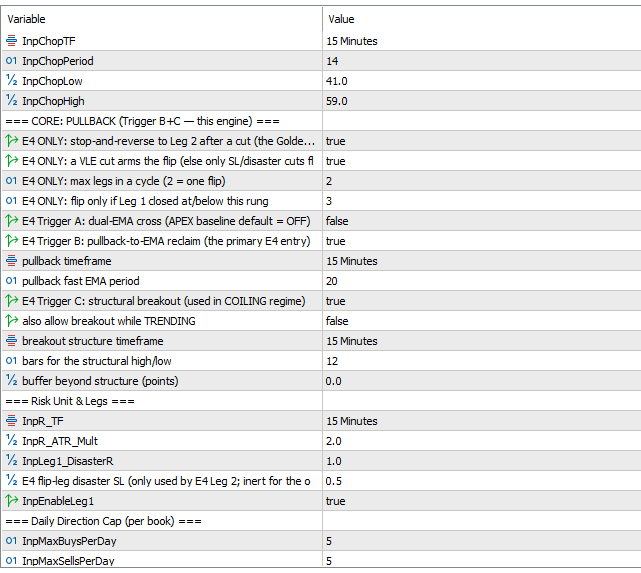 Variable Value
InpChopTF 15 Minutes
InpChopPeriod 14
InpChopLow 41.0
InpChopHigh 59.0
=== CORE: PULLBACK (Trigger B+C — this engine) ===
E4 ONLY: stop-and-reverse to Leg 2 after a cut (the Golde... true
E4 ONLY: a VLE cut arms the flip (else only SL/disaster cuts fl true
E4 ONLY: max legs in a cycle (2 = one flip) 2
E4 ONLY: flip only if Leg 1 closed at/below this rung 3
E4 Trigger A: dual-EMA cross (APEX baseline default = OFF) false
E4 Trigger B: pullback-to-EMA reclaim (the primary E4 entry) true
pullback timeframe 15 Minutes
pullback fast EMA period 20
E4 Trigger C: structural breakout (used in COILING regime) true
also allow breakout while TRENDING false
breakout structure timeframe 15 Minutes
bars for the structural high/low 12
buffer beyond structure (points) 0.0
=== Risk Unit & Legs ===
InpR_TF 15 Minutes
InpR_ATR_Mult 2.0
InpLeg1_DisasterR 1.0
E4 flip-leg disaster SL (only used by E4 Leg 2; inert for the o 0.5
InpEnableLeg1 true
=== Daily Direction Cap (per book) ===
InpMaxBuysPerDay 5
InpMaxSellsPerDay 5